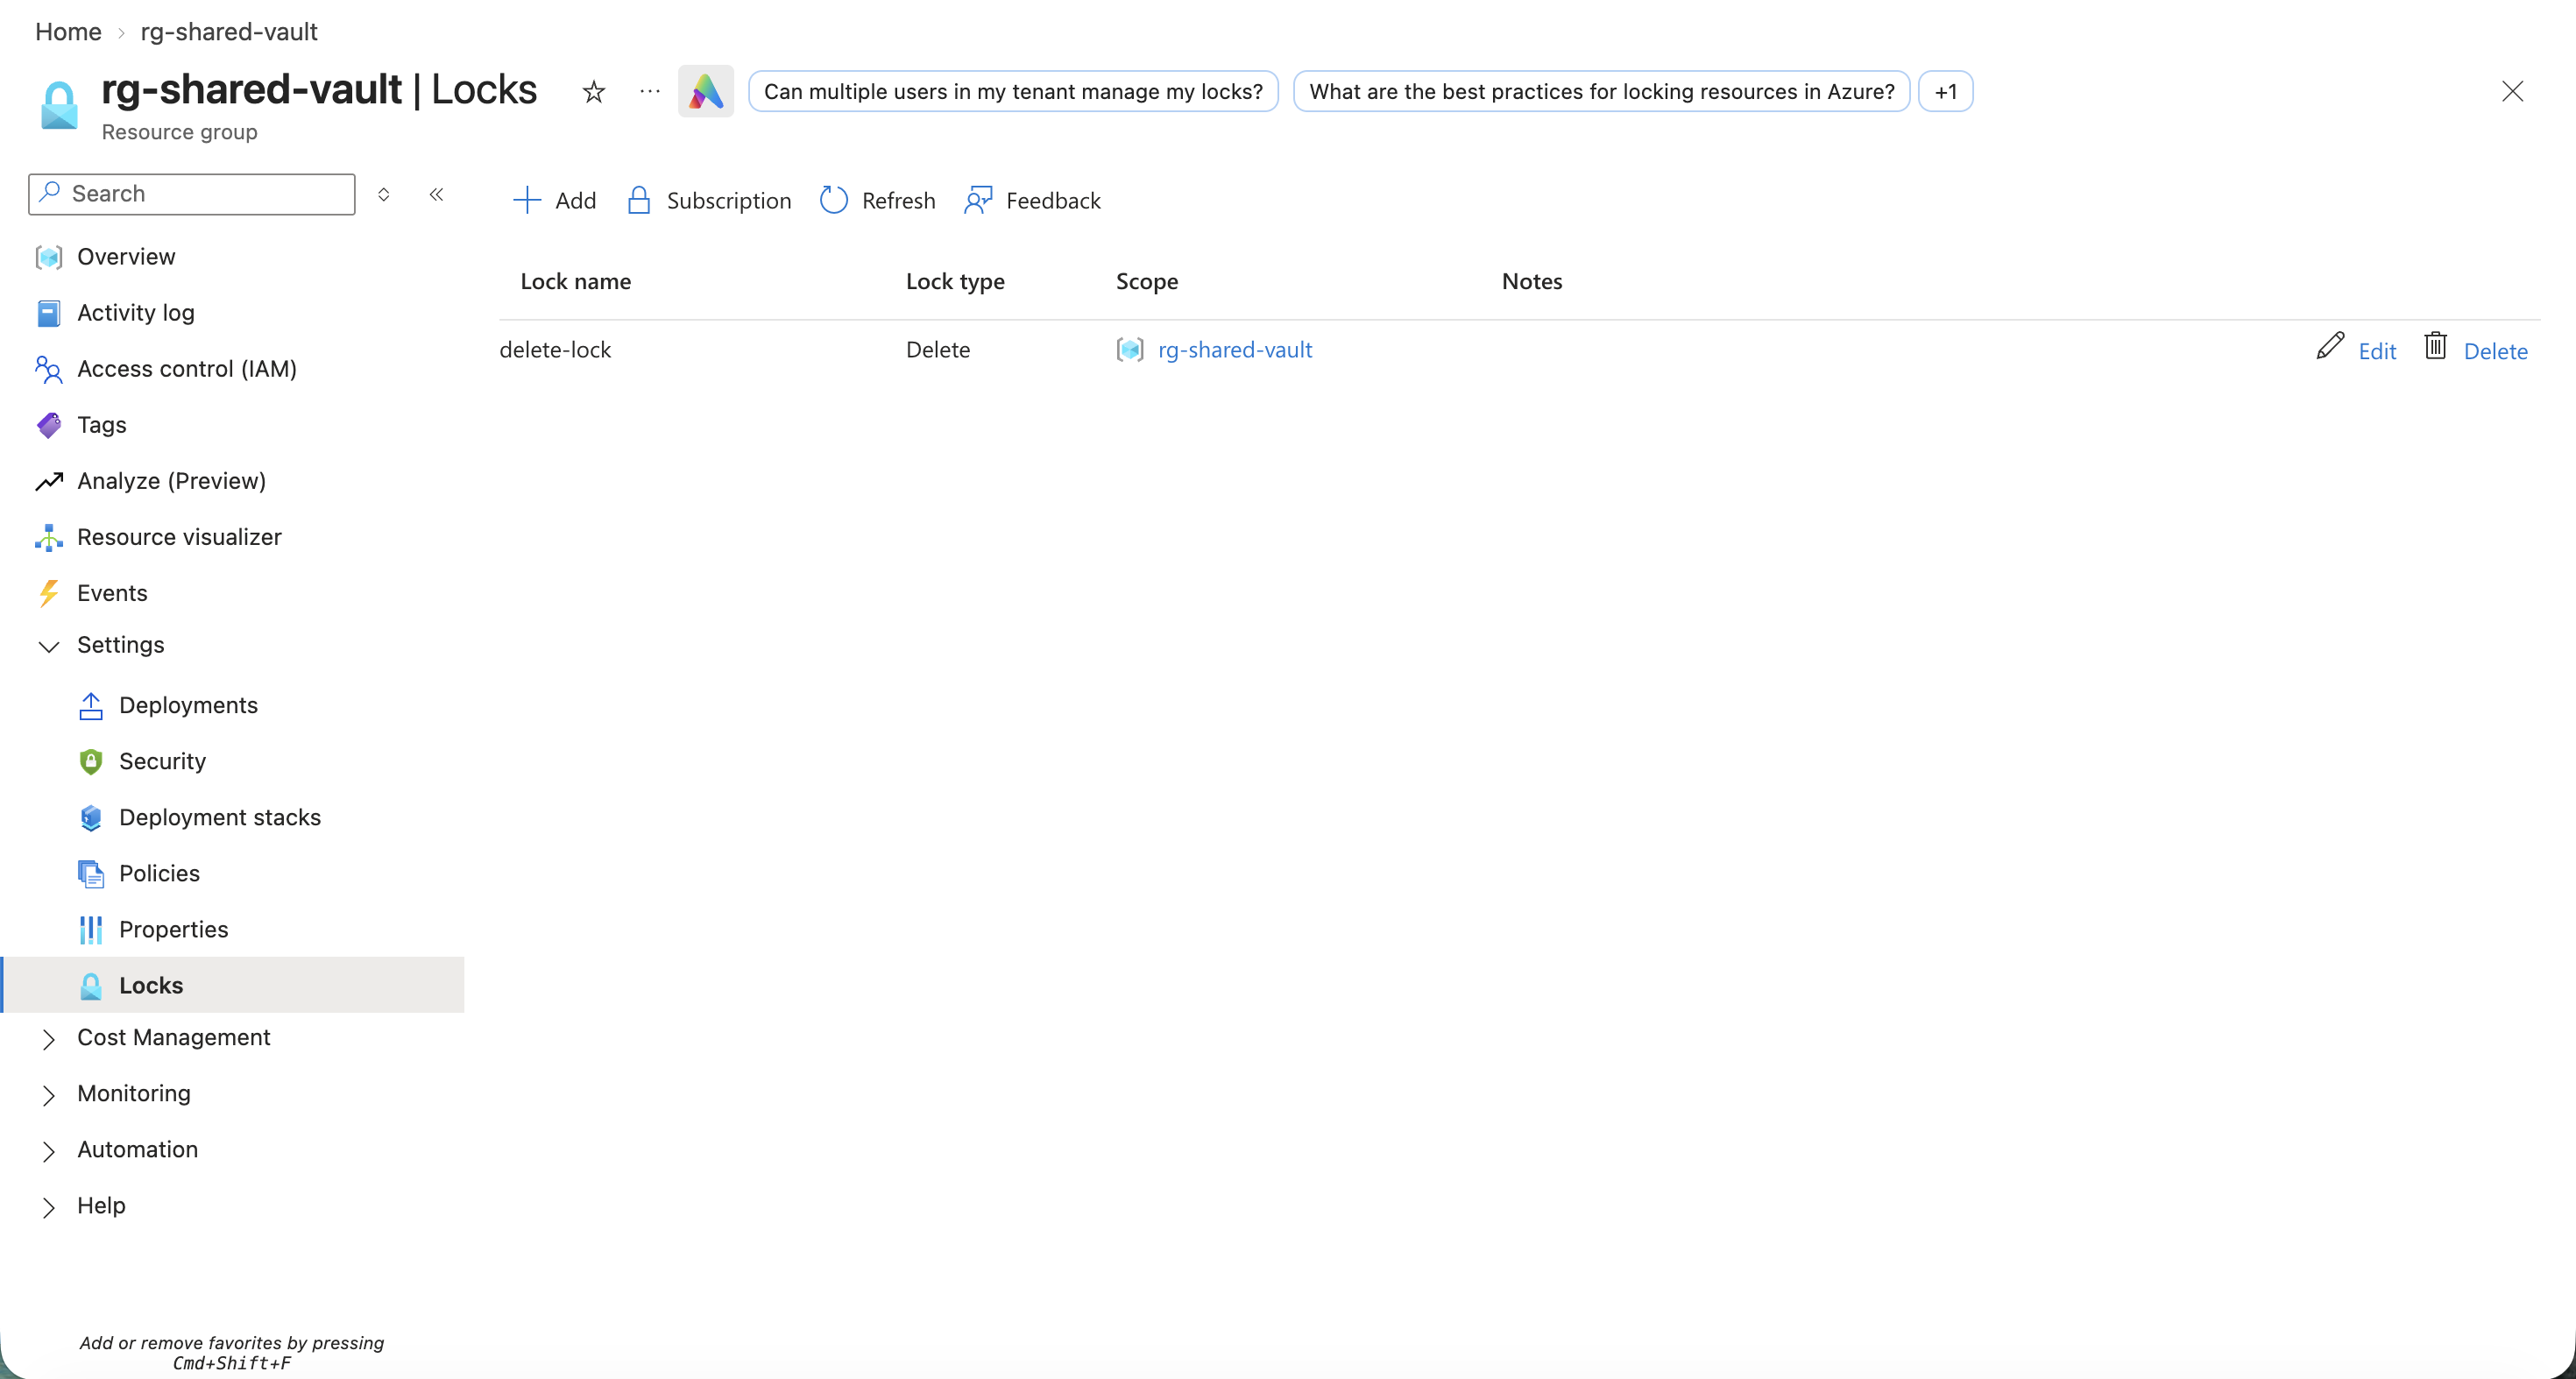 Home > rg-shared-vault
rg-shared-vault | Locks
Can multiple users in my tenant manage my locks?
What are the best practices for locking resources in Azure?
+1
Resource group
Search
Add
Subscription
Refresh
Feedback
Overview
Activity log
Access control (IAM)
Tags
Analyze (Preview)
Resource visualizer
Events
Settings
Deployments
Security
Deployment stacks
Policies
Properties
Locks
Cost Management
Monitoring
Automation
Help
Add or remove favorites by pressing
Cmd+Shift+F
Lock name Lock type Scope Notes
delete-lock Delete rg-shared-vault Edit Delete